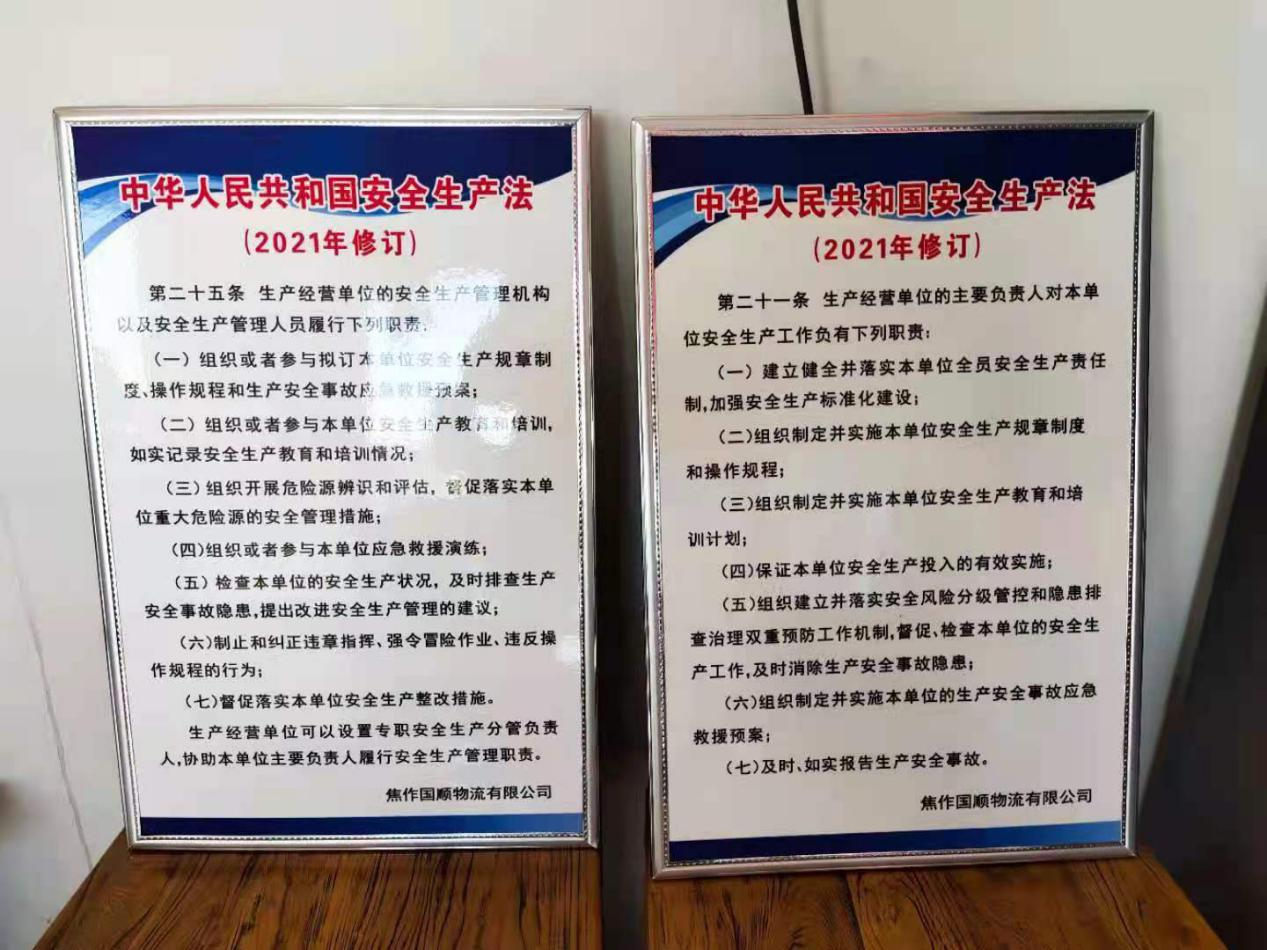 中华人民共和国安全生产法
(2021年修订)
第二十五条 生产经营单位的安全生产管理机构
以及安全生产管理人员履行下列职责:
(一)组织或者参与拟订本单位安全生产规章制
度、操作规程和生产安全事故应急救援预案;
(二)组织或者参与本单位安全生产教育和培训,
如实记录安全生产教育和培训情况;
(三)组织开展危险源辨识和评估,督促落实本单
位重大危险源的安全管理措施;
(四)组织或者参与本单位应急救援演练;
(五)检查本单位的安全生产状况,及时排查生产
安全事故隐患,提出改进安全生产管理的建议;
(六)制止和纠正违章指挥、强令冒险作业、违反操
作规程的行为;
(七)督促落实本单位安全生产整改措施。
生产经营单位可以设置专职安全生产分管负责
人,协助本单位主要负责人履行安全生产管理职责。
焦作国顺物流有限公司
中华人民共和国安全生产法
(2021年修订)
第二十一条 生产经营单位的主要负责人对本单
位安全生产工作负有下列职责:
(一)建立健全并落实本单位全员安全生产责任
制,加强安全生产标准化建设;
(二)组织制定并实施本单位安全生产规章制度
和操作规程;
(三)组织制定并实施本单位安全生产教育和培
训计划;
(四)保证本单位安全生产投入的有效实施;
(五)组织建立并落实安全风险分级管控和隐患排
查治理双重预防工作机制,督促、检查本单位的安全生
产工作,及时消除生产安全事故隐患;
(六)组织制定并实施本单位的生产安全事故应急
救援预案;
(七)及时、如实报告生产安全事故。
焦作国顺物流有限公司